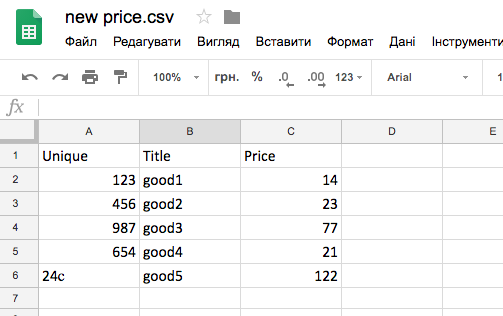 new price.csv
Файл Редагувати Вигляд Вставити Формат Дані Інструменти
100% грн. % .0 .00 123 Arial 1
fx
A B C D E
1 Unique Title Price
2 123 good1 14
3 456 good2 23
4 987 good3 77
5 654 good4 21
6 24c good5 122
7